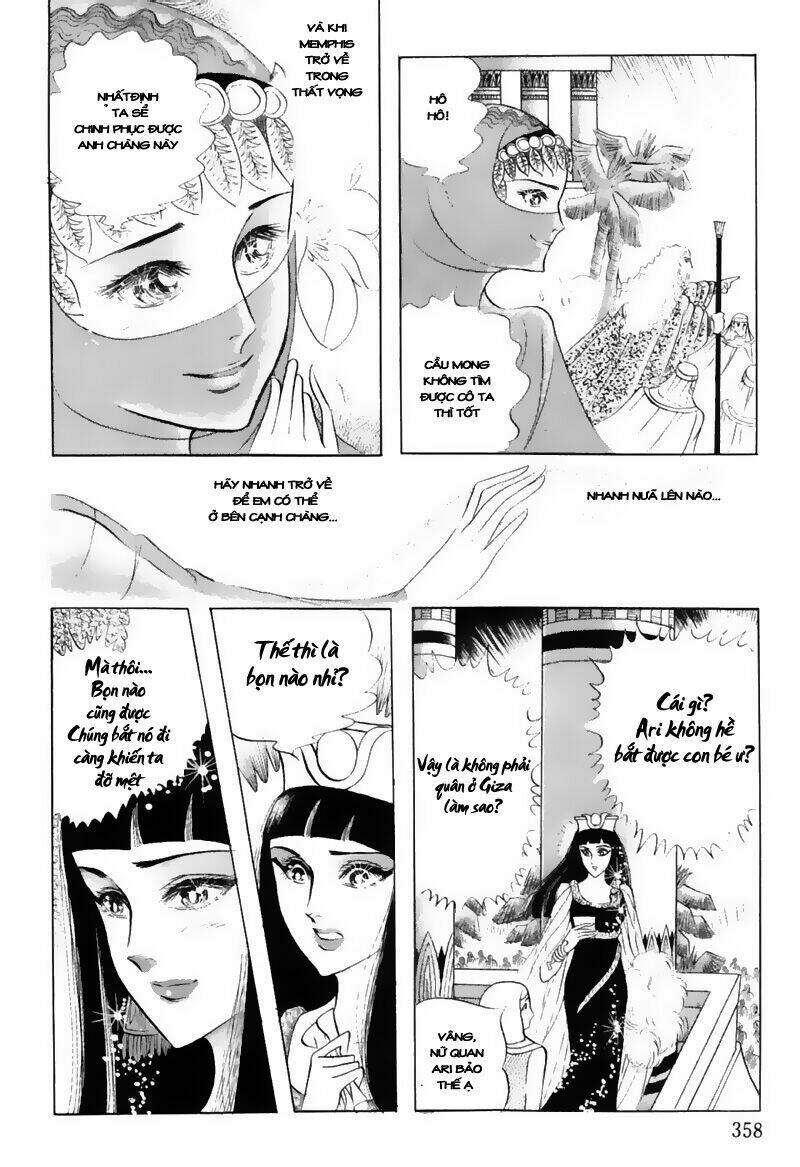 HÔ
HÔ!
CẦU MONG
KHÔNG TÌM
ĐƯỢC CÔ TA
THÌ TỐT
VẢ KHI
MEMPHIS
TRỞ VỀ
TRONG
THẤT VỌNG
NHẤTĐỊNH
TA SẼ
CHINH PHỤC ĐƯỢC
ANH CHÀNG NÀY
NHANH NƯÃ LÊN NÀO...
HÃY NHANH TRỞ VỀ
ĐỂ EM CÓ THỂ
Ở BÊN CẠNH CHÀNG...
Cái gì?
Ari không hề
bắt được con bé ư?
Vậy là không phải
quân ở Giza
làm sao?
VÂNG,
NỮ QUAN
ARI BẢO
THẾ Ạ
Thế thì là
bọn nào nhỉ?
Mà thôi...
Bọn nào
cũng được
Chúng bắt nó đi
càng khiến ta
đỡ mệt
358